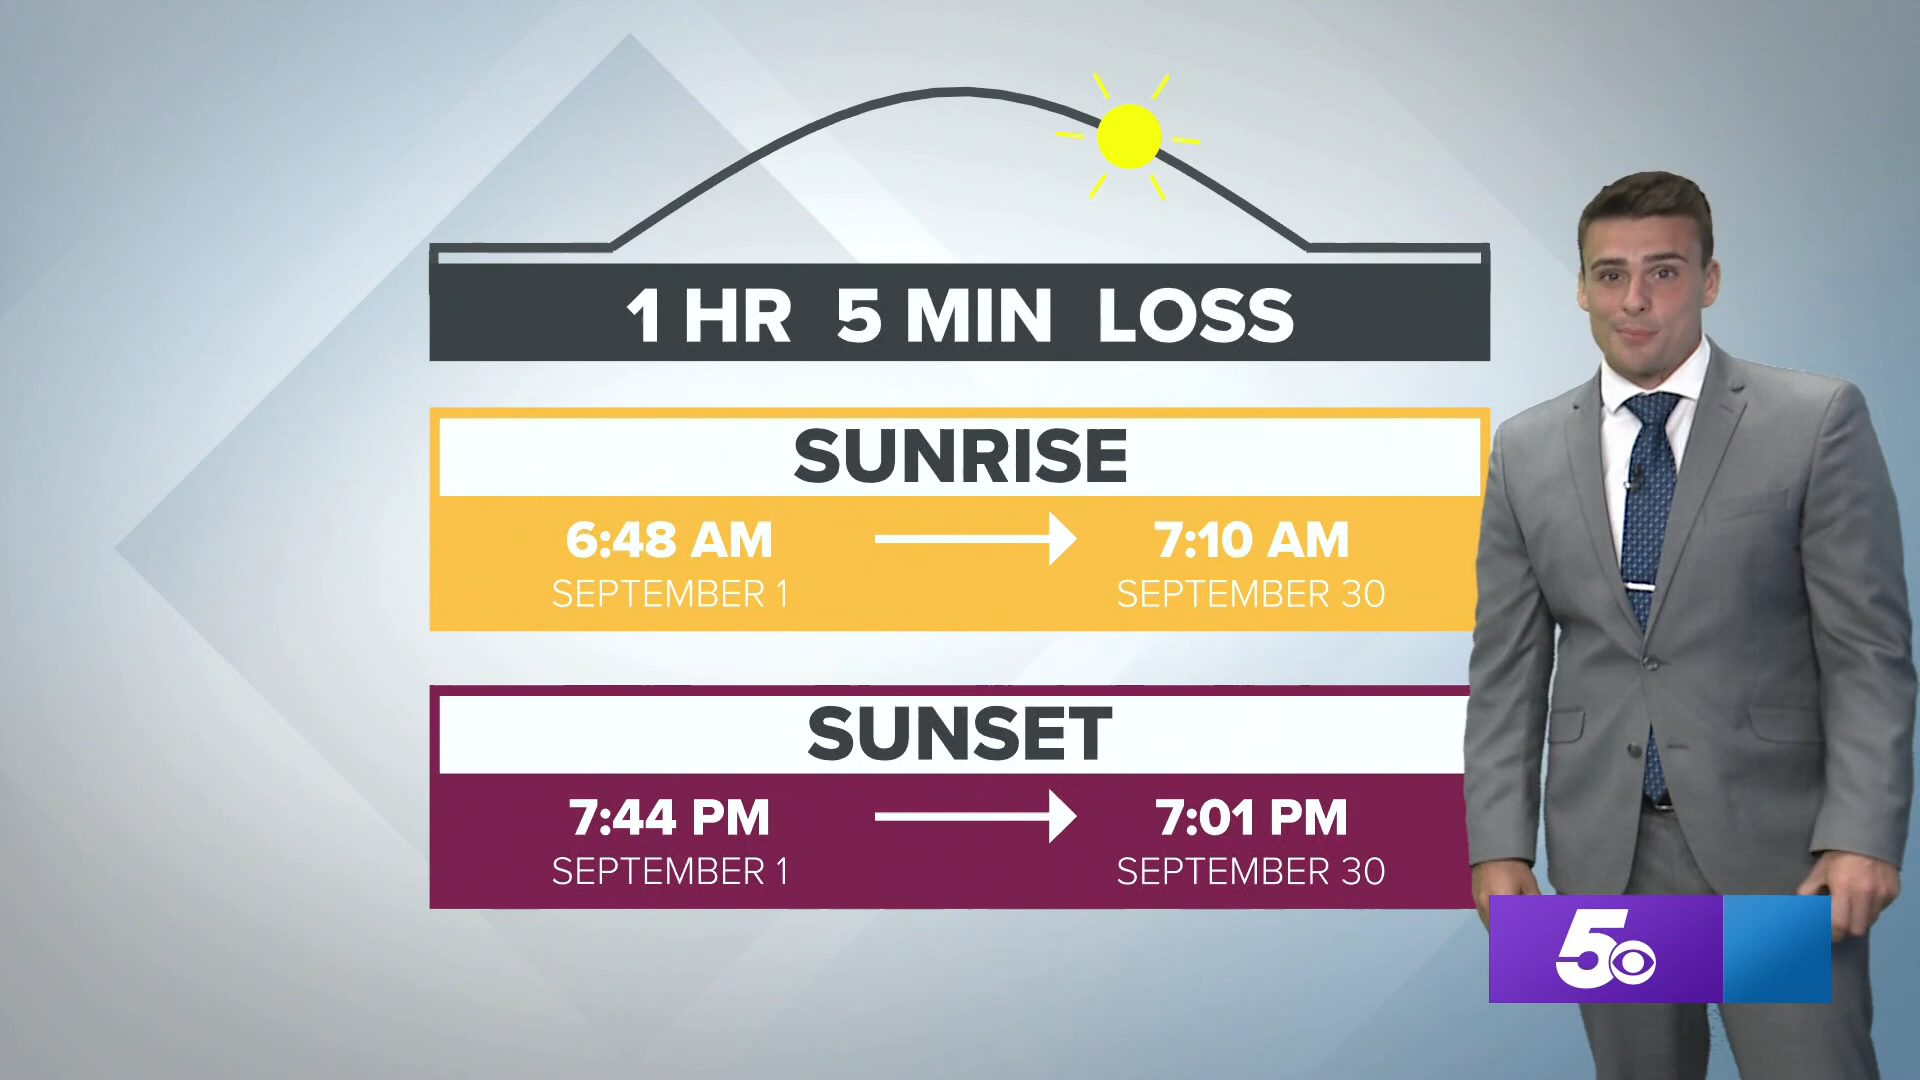 1 HR 5 MIN LOSS
SUNRISE
6:48 AM
7:10 AM
SEPTEMBER 1
SEPTEMBER 30
SUNSET
7:44 PM
7:01 PM
SEPTEMBER 1
SEPTEMBER 30
5